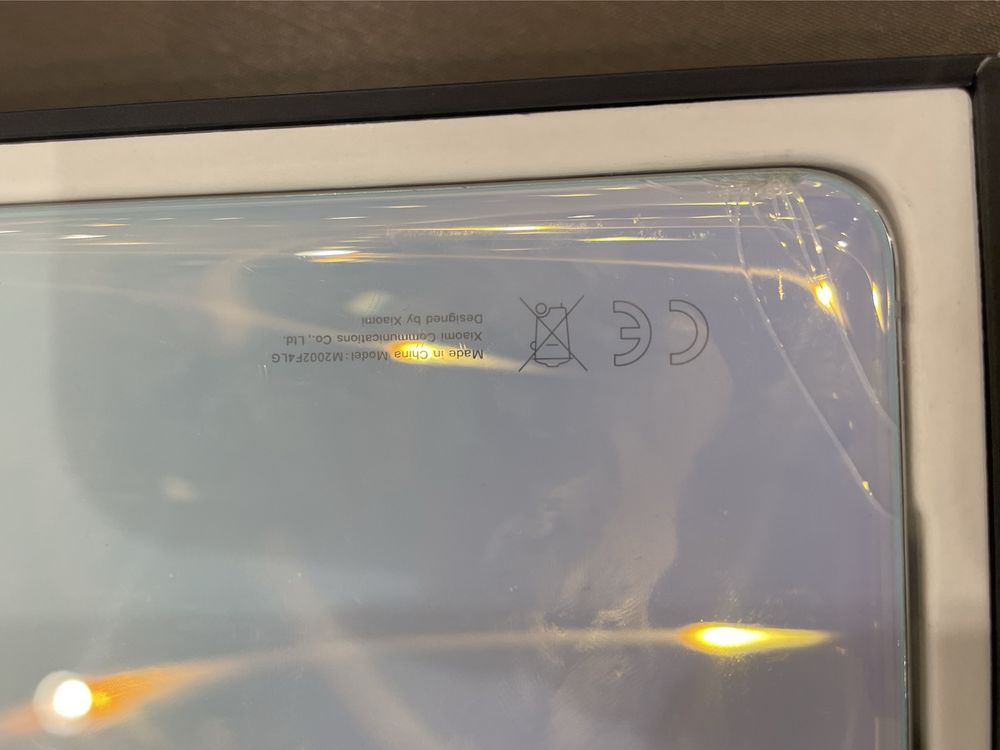 Designed by Xiaomi
Xiaomi Communications Co., Ltd.
Made in China Model: M2002F4LG
CE